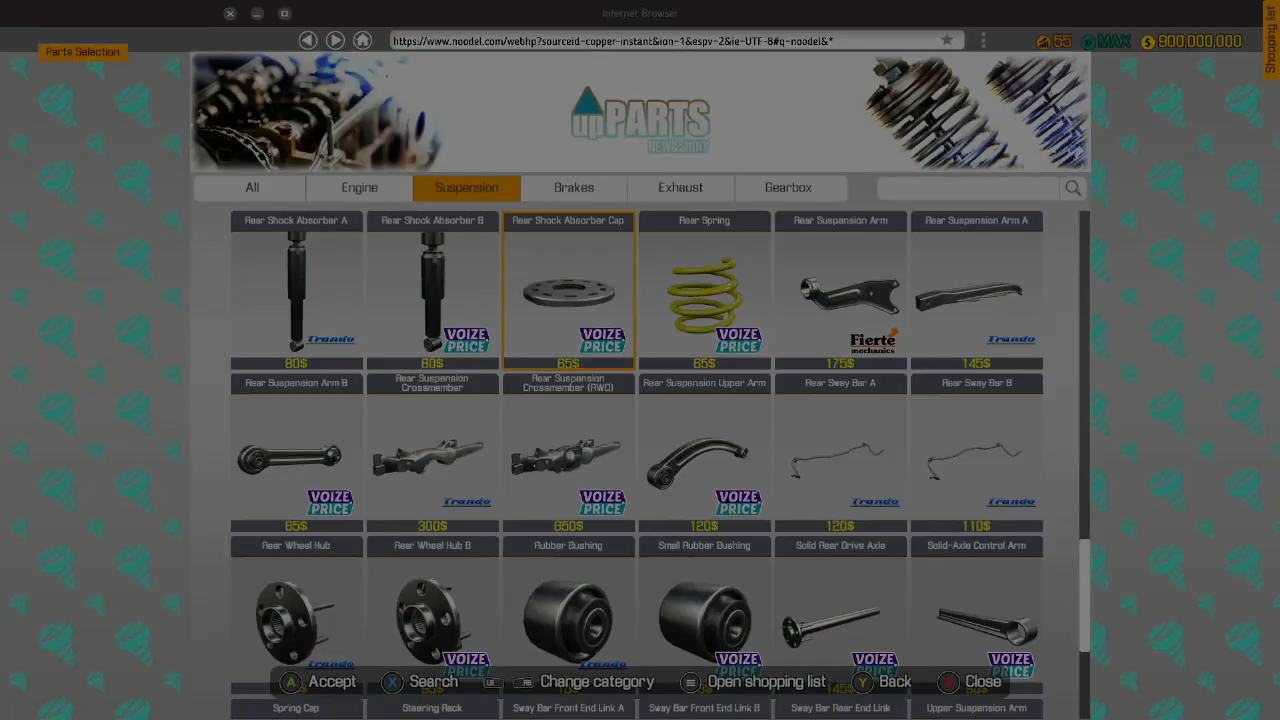 Internet Browser
https://www.noodel.com/webhp?sourceid-copper-instant&ion-1&espv-2&ie-UTF-8#q-noodel&*
Parts Selection
55 XP MAX $ 900,000,000
Shopping list
upPARTS
NEW&SHINY
All Engine Suspension Brakes Exhaust Gearbox
Rear Shock Absorber A Rear Shock Absorber B Rear Shock Absorber Cap Rear Spring Rear Suspension Arm Rear Suspension Arm A
Trando VOIZE PRICE VOIZE PRICE VOIZE PRICE Fierte mechanics Trando
80$ 80$ 65$ 65$ 175$ 145$
Rear Suspension Arm B Rear Suspension Crossmember Rear Suspension Crossmember (RWD) Rear Suspension Upper Arm Rear Sway Bar A Rear Sway Bar B
VOIZE PRICE Trando VOIZE PRICE VOIZE PRICE Trando Trando
65$ 300$ 650$ 120$ 120$ 110$
Rear Wheel Hub Rear Wheel Hub B Rubber Bushing Small Rubber Bushing Solid Rear Drive Axle Solid-Axle Control Arm
Trando VOIZE PRICE Trando VOIZE PRICE VOIZE PRICE VOIZE PRICE
A Accept X Search LB RB Change category Open shopping list Y Back B Close
145$
Spring Cap Steering Rack Sway Bar Front End Link A Sway Bar Front End Link B Sway Bar Rear End Link Upper Suspension Arm